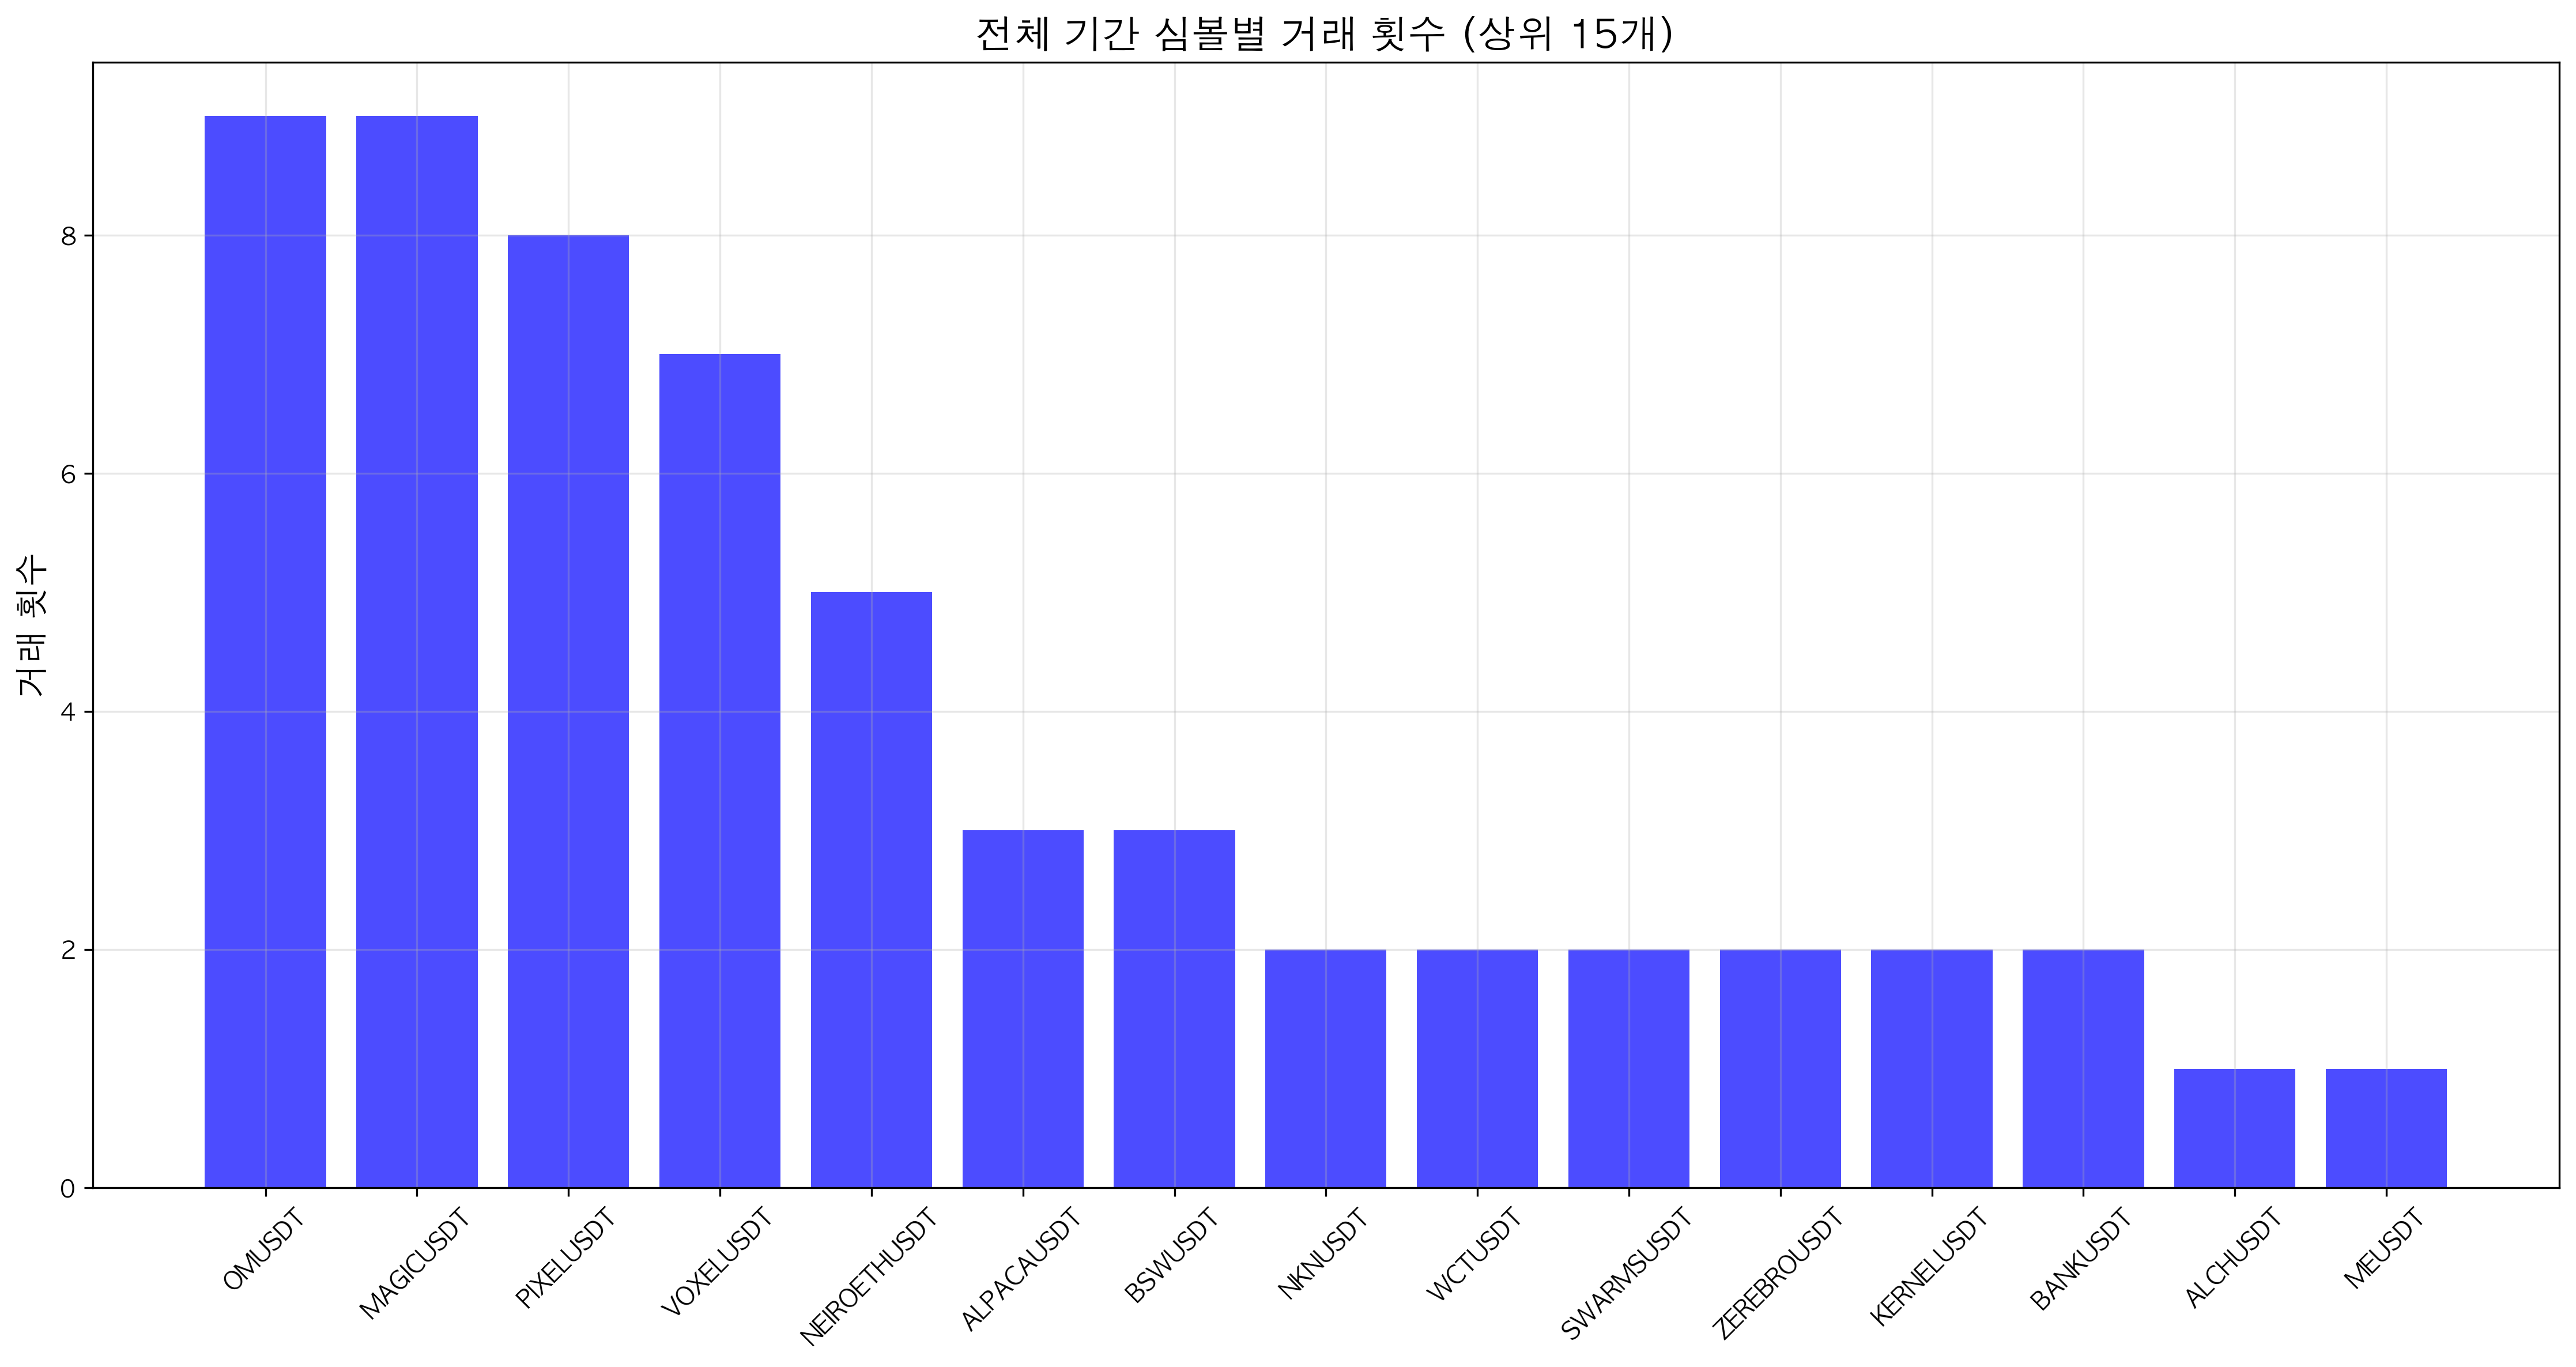 전체 기간 심볼별 거래 횟수 (상위 15개)
거래 횟수
8
6
4
2
0
OMUSDT
MAGICUSDT
PIXELUSDT
VOXELUSDT
NEIROETHUSDT
ALPACAUSDT
BSWUSDT
NKNUSDT
WCTUSDT
SWARMSUSDT
ZEREBROUSDT
KERNELUSDT
BANKUSDT
ALCHUSDT
MEUSDT